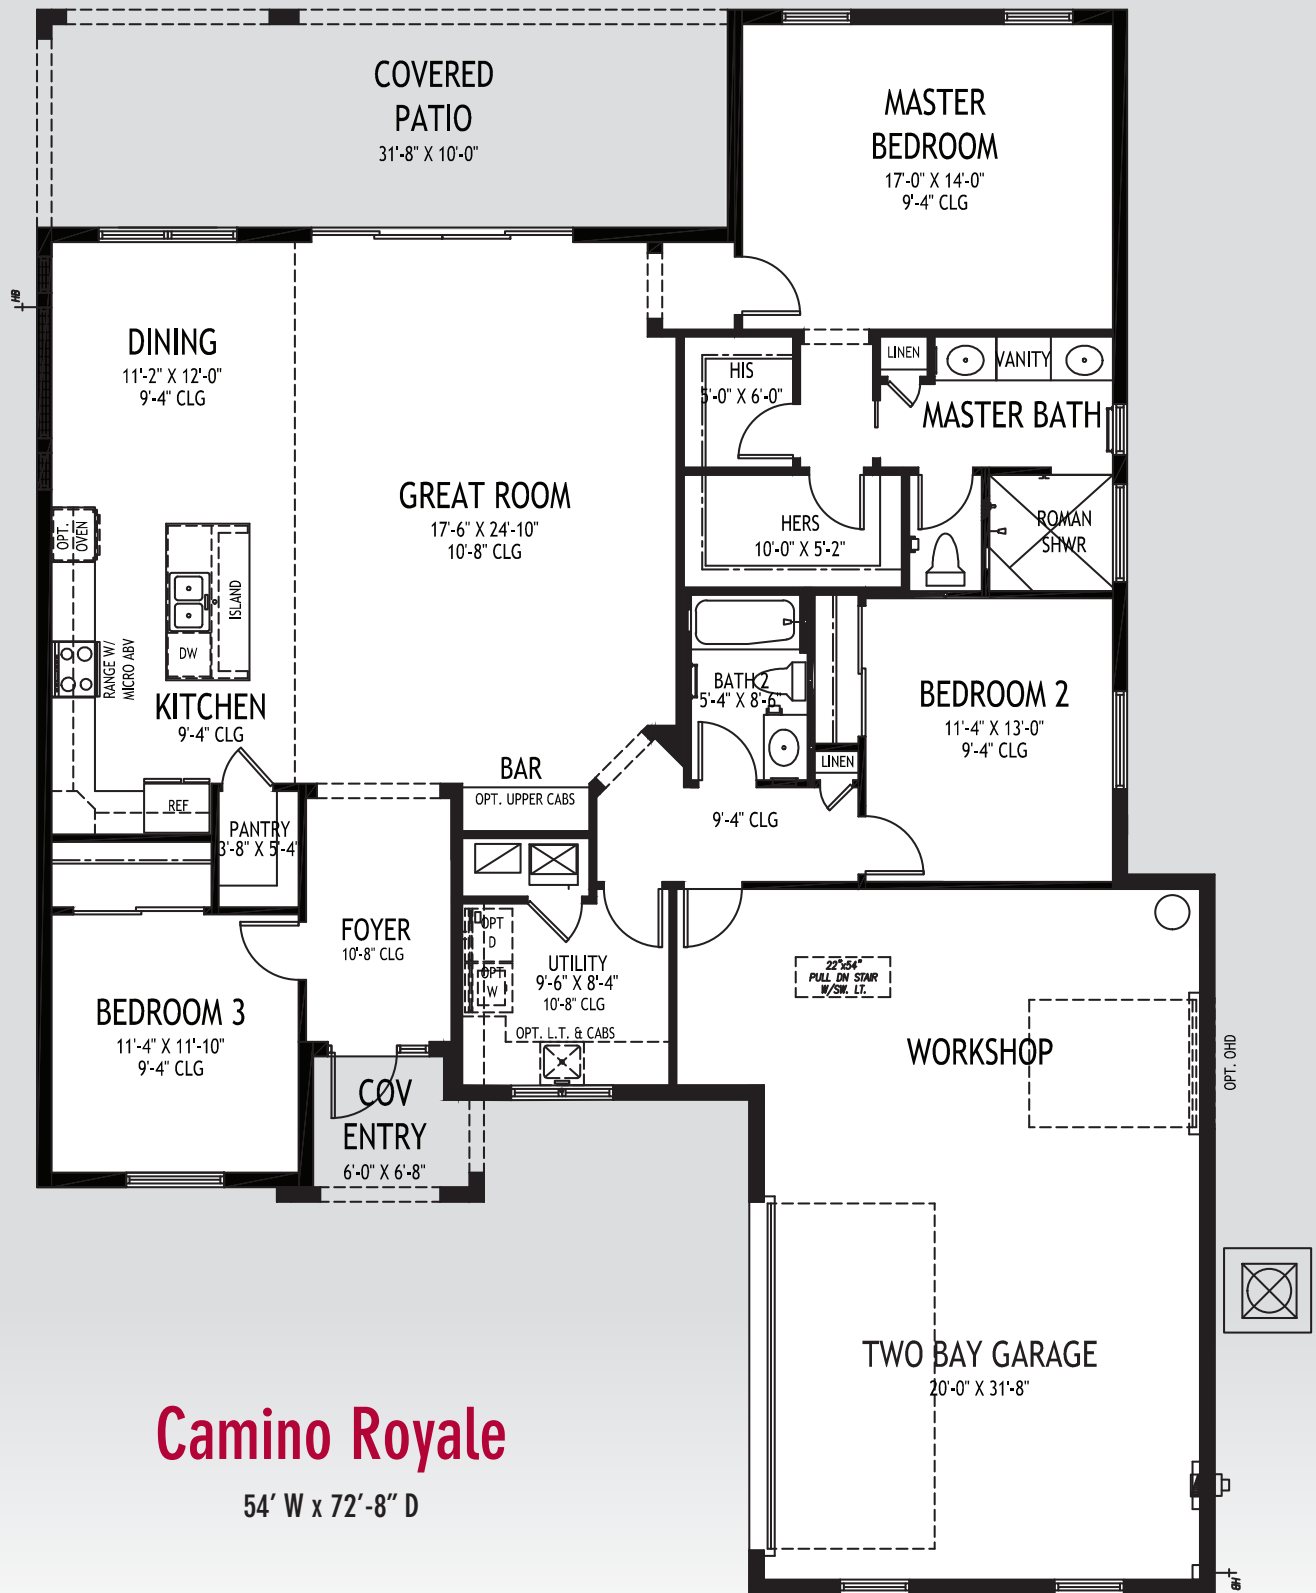 COVERED
PATIO
31'-8" X 10'-0"
MASTER
BEDROOM
17'-0" X 14'-0"
9'-4" CLG
HB
DINING
11'-2" X 12'-0"
9'-4" CLG
HIS
5'-0" X 6'-0"
LINEN
VANITY
MASTER BATH
GREAT ROOM
17'-6" X 24'-10"
10'-8" CLG
HERS
10'-0" X 5'-2"
ROMAN
SHWR
OPT.
OVEN
ISLAND
DW
RANGE W/
MICRO ABV
KITCHEN
9'-4" CLG
BATH 2
5'-4" X 8'-6"
BEDROOM 2
11'-4" X 13'-0"
9'-4" CLG
LINEN
BAR
OPT. UPPER CABS
REF
PANTRY
3'-8" X 5'-4"
9'-4" CLG
FOYER
10'-8" CLG
OPT
D
OPT
W
UTILITY
9'-6" X 8'-4"
10'-8" CLG
OPT. L.T. & CABS
22"x54"
PULL DN STAIR
W/SW. LT.
BEDROOM 3
11'-4" X 11'-10"
9'-4" CLG
WORKSHOP
OPT. OHD
COV
ENTRY
6'-0" X 6'-8"
TWO BAY GARAGE
20'-0" X 31'-8"
Camino Royale
54' W x 72'-8" D
HB